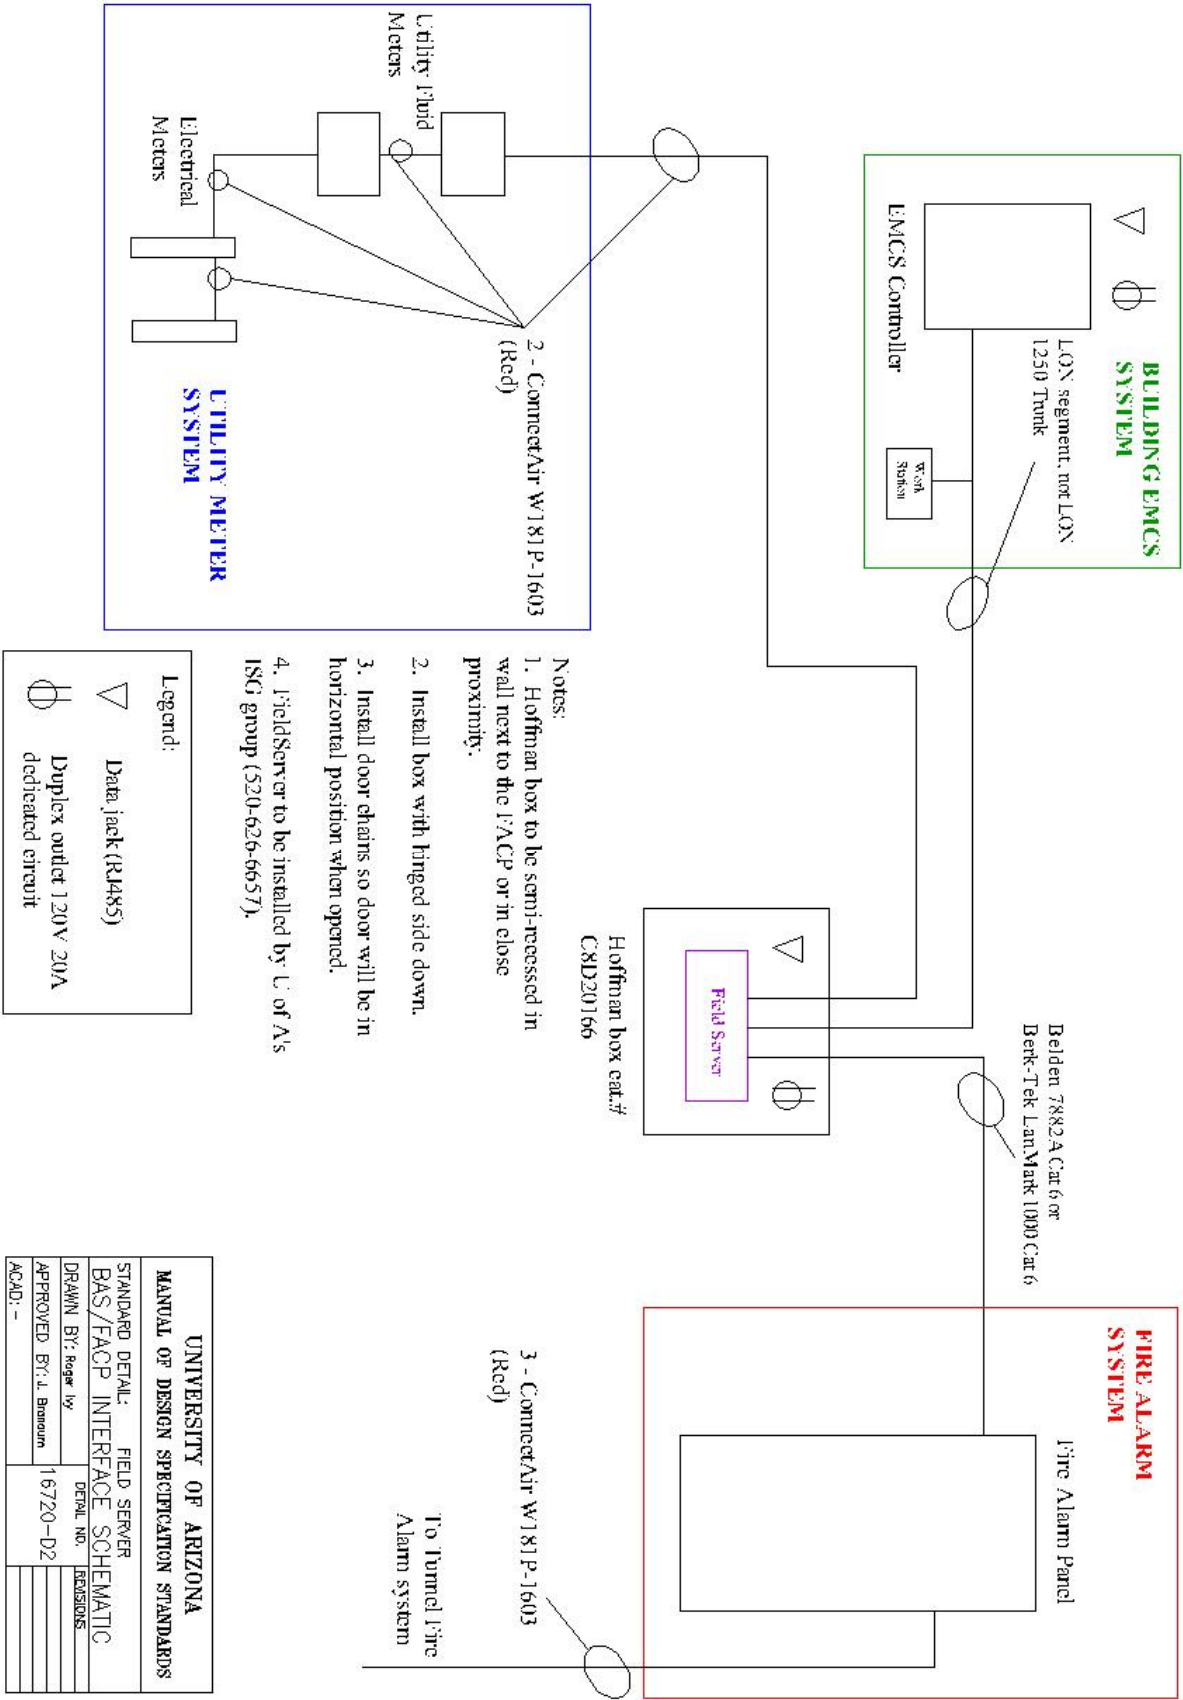 BUILDING EMCS
SYSTEM
LON segment, not LON
1250 Trunk
EMCS Controller
Work
Station
Belden 7882A Cat 6 or
Berk-Tek LanMark 1000 Cat 6
FIRE ALARM
SYSTEM
Fire Alarm Panel
Field Server
Hoffman box cat.#
C8D20166
3 - ConnectAir W181P-1603
(Red)
To Tunnel Fire
Alarm system
Utility Fluid
Meters
Electrical
Meters
2 - ConnectAir W181P-1603
(Red)
UTILITY METER
SYSTEM
Notes:
1. Hoffman box to be semi-recessed in
wall next to the FACP or in close
proximity.
2. Install box with hinged side down.
3. Install door chains so door will be in
horizontal position when opened.
4. FieldServer to be installed by U of A's
ISG group (520-626-6657).
Legend:
Data jack (RJ485)
Duplex outlet 120V 20A
dedicated circuit
UNIVERSITY OF ARIZONA
MANUAL OF DESIGN SPECIFICATION STANDARDS
STANDARD DETAIL: FIELD SERVER
BAS/FACP INTERFACE SCHEMATIC
DRAWN BY: Roger Ivy
DETAIL NO.
REVISIONS
APPROVED BY: J. Branaum
16720-D2
ACAD: -